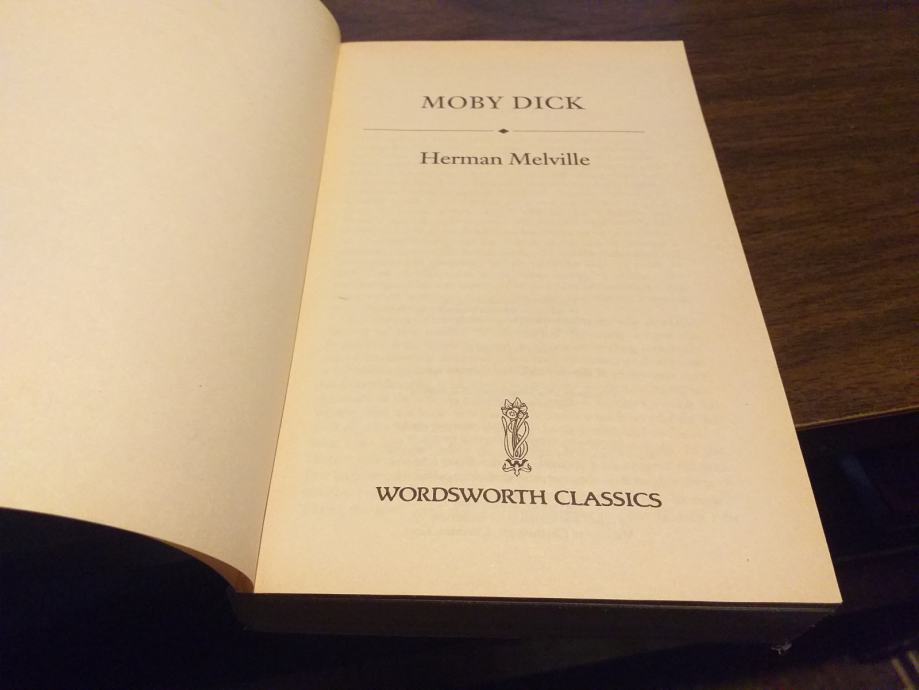 MOBY DICK
Herman Melville
WORDSWORTH CLASSICS